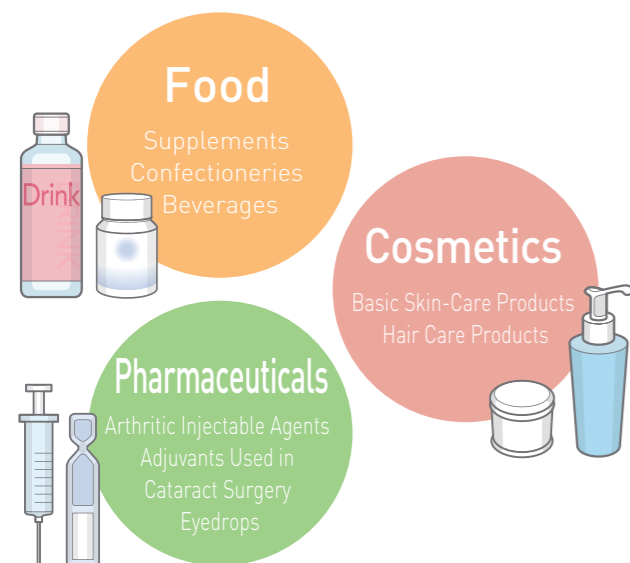 Food
Supplements
Confectioneries
Beverages
Drink
Cosmetics
Basic Skin-Care Products
Hair Care Products
Pharmaceuticals
Arthritic Injectable Agents
Adjuvants Used in
Cataract Surgery
Eyedrops